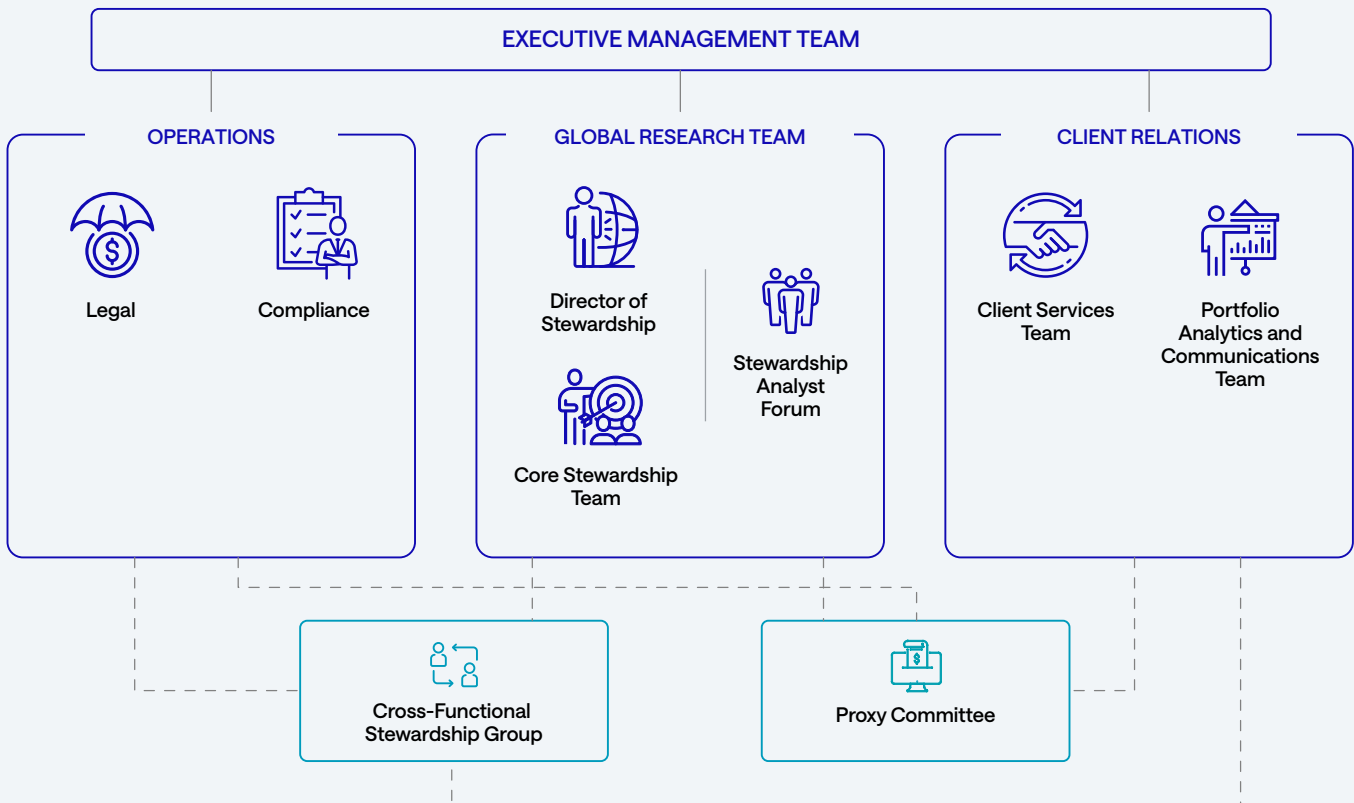 EXECUTIVE MANAGEMENT TEAM
OPERATIONS
Legal
Compliance
GLOBAL RESEARCH TEAM
Director of
Stewardship
Core Stewardship
Team
Stewardship
Analyst
Forum
CLIENT RELATIONS
Client Services
Team
Portfolio
Analytics and
Communications
Team
Cross-Functional
Stewardship Group
Proxy Committee